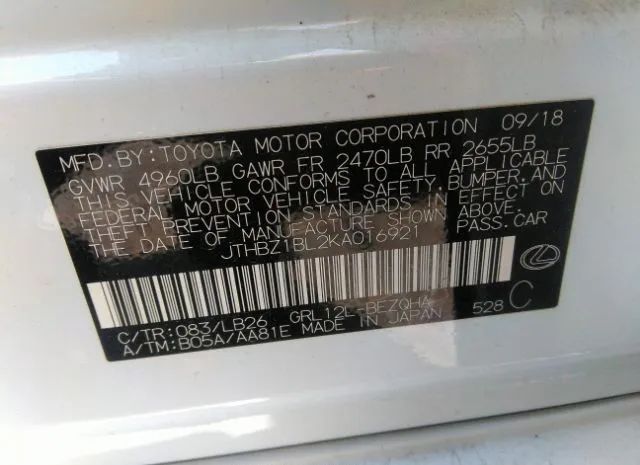 MFD. BY: TOYOTA MOTOR CORPORATION 09/18
GVWR 4960LB GAWR FR 2470LB RR 2655LB
THIS VEHICLE CONFORMS TO ALL APPLICABLE
FEDERAL MOTOR VEHICLE SAFETY, BUMPER, AND
THEFT PREVENTION STANDARDS IN EFFECT ON
THE DATE OF MANUFACTURE SHOWN ABOVE.
JTHBZ1BL2KA016921 PASS. CAR
C/TR: 083/LB26 GRL12L-BEZQHA 528 C
A/TM: B05A/AA81E MADE IN JAPAN